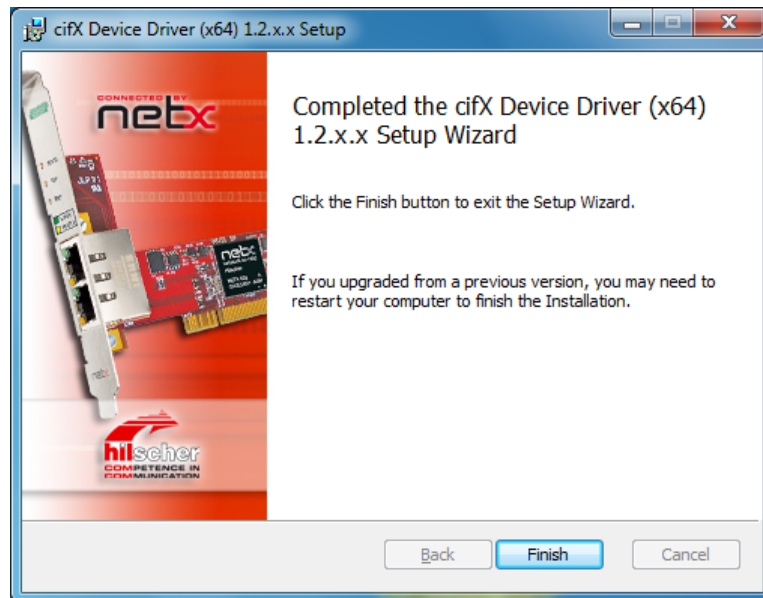 cifX Device Driver (x64) 1.2.x.x Setup
CONNECTED BY
netx
Completed the cifX Device Driver (x64)
1.2.x.x Setup Wizard
Click the Finish button to exit the Setup Wizard.
If you upgraded from a previous version, you may need to
restart your computer to finish the Installation.
netx
hilscher
COMPETENCE IN
COMMUNICATION
Back
Finish
Cancel